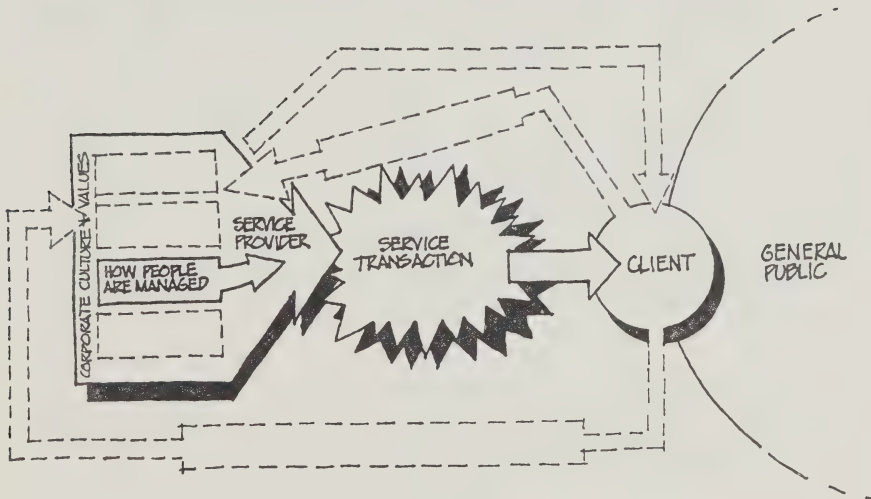 CORPORATE CULTURE & VALUES
HOW PEOPLE
ARE MANAGED
SERVICE
PROVIDER
SERVICE
TRANSACTION
CLIENT
GENERAL
PUBLIC